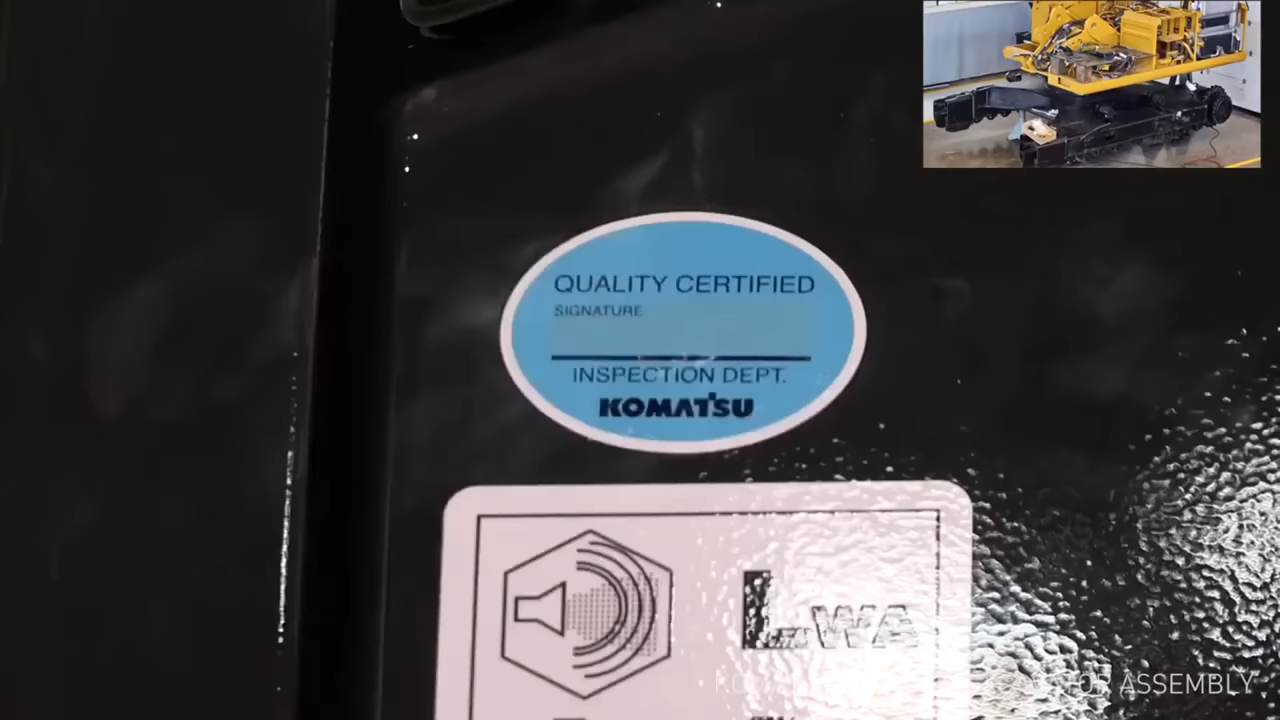 QUALITY CERTIFIED
SIGNATURE
INSPECTION DEPT.
KOMATSU
LWA
ASSEMBLY